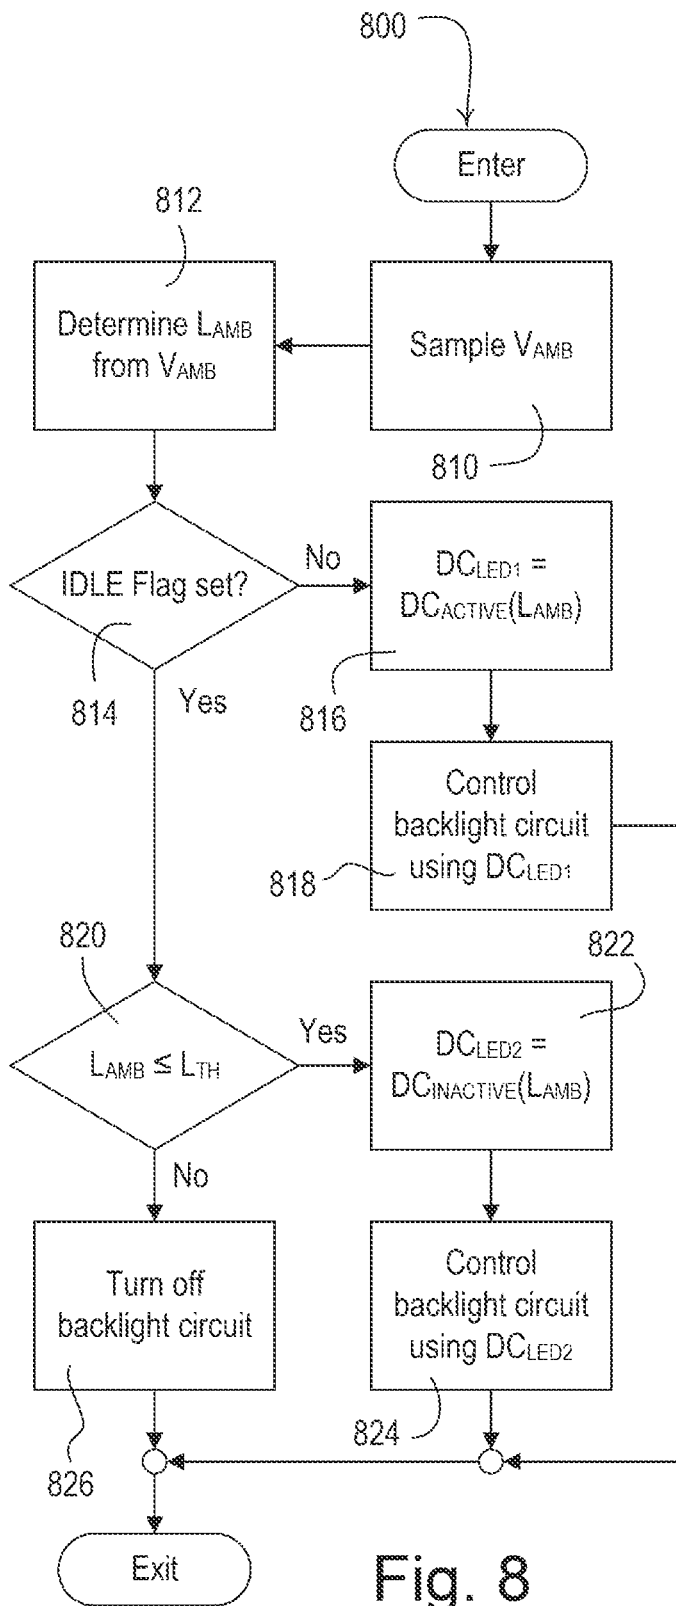 800
Enter
812
Determine LAMB
from VAMB
Sample VAMB
810
IDLE Flag set?
No
DCLED1 =
DCACTIVE(LAMB)
814
Yes
816
Control
backlight circuit
using DCLED1
818
820
822
LAMB ≤ LTH
Yes
DCLED2 =
DCINACTIVE(LAMB)
No
Turn off
backlight circuit
Control
backlight circuit
using DCLED2
824
826
Exit
Fig. 8